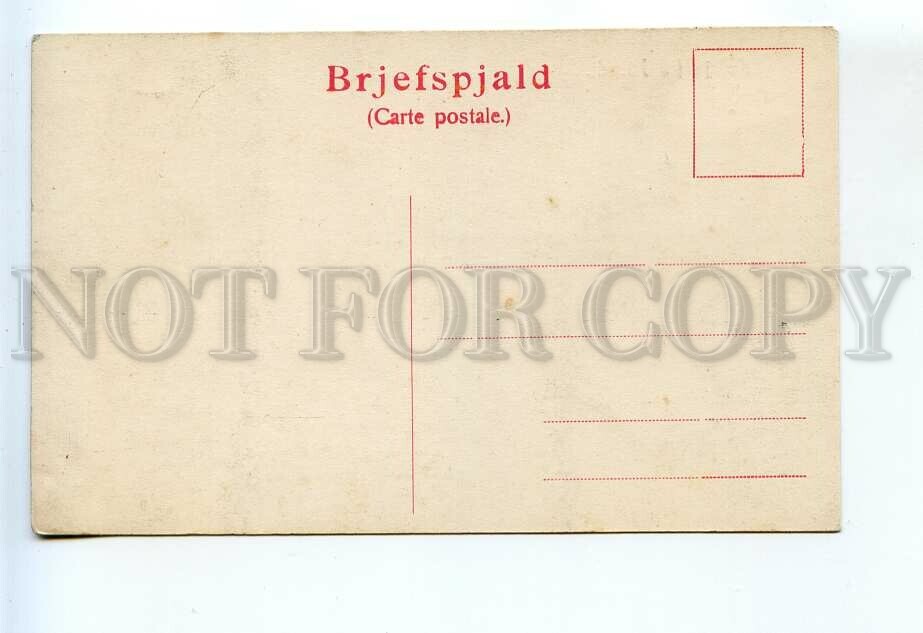 Brjefspjald
(Carte postale.)
NOT FOR COPY